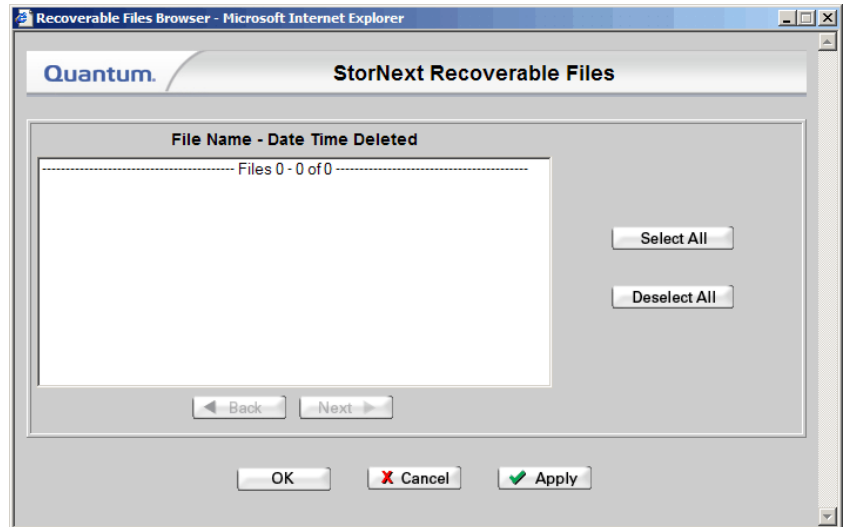 Recoverable Files Browser - Microsoft Internet Explorer
Quantum.
StorNext Recoverable Files
File Name - Date Time Deleted
----------------------------------------- Files 0 - 0 of 0 -----------------------------------------
Select All
Deselect All
Back Next
OK Cancel Apply